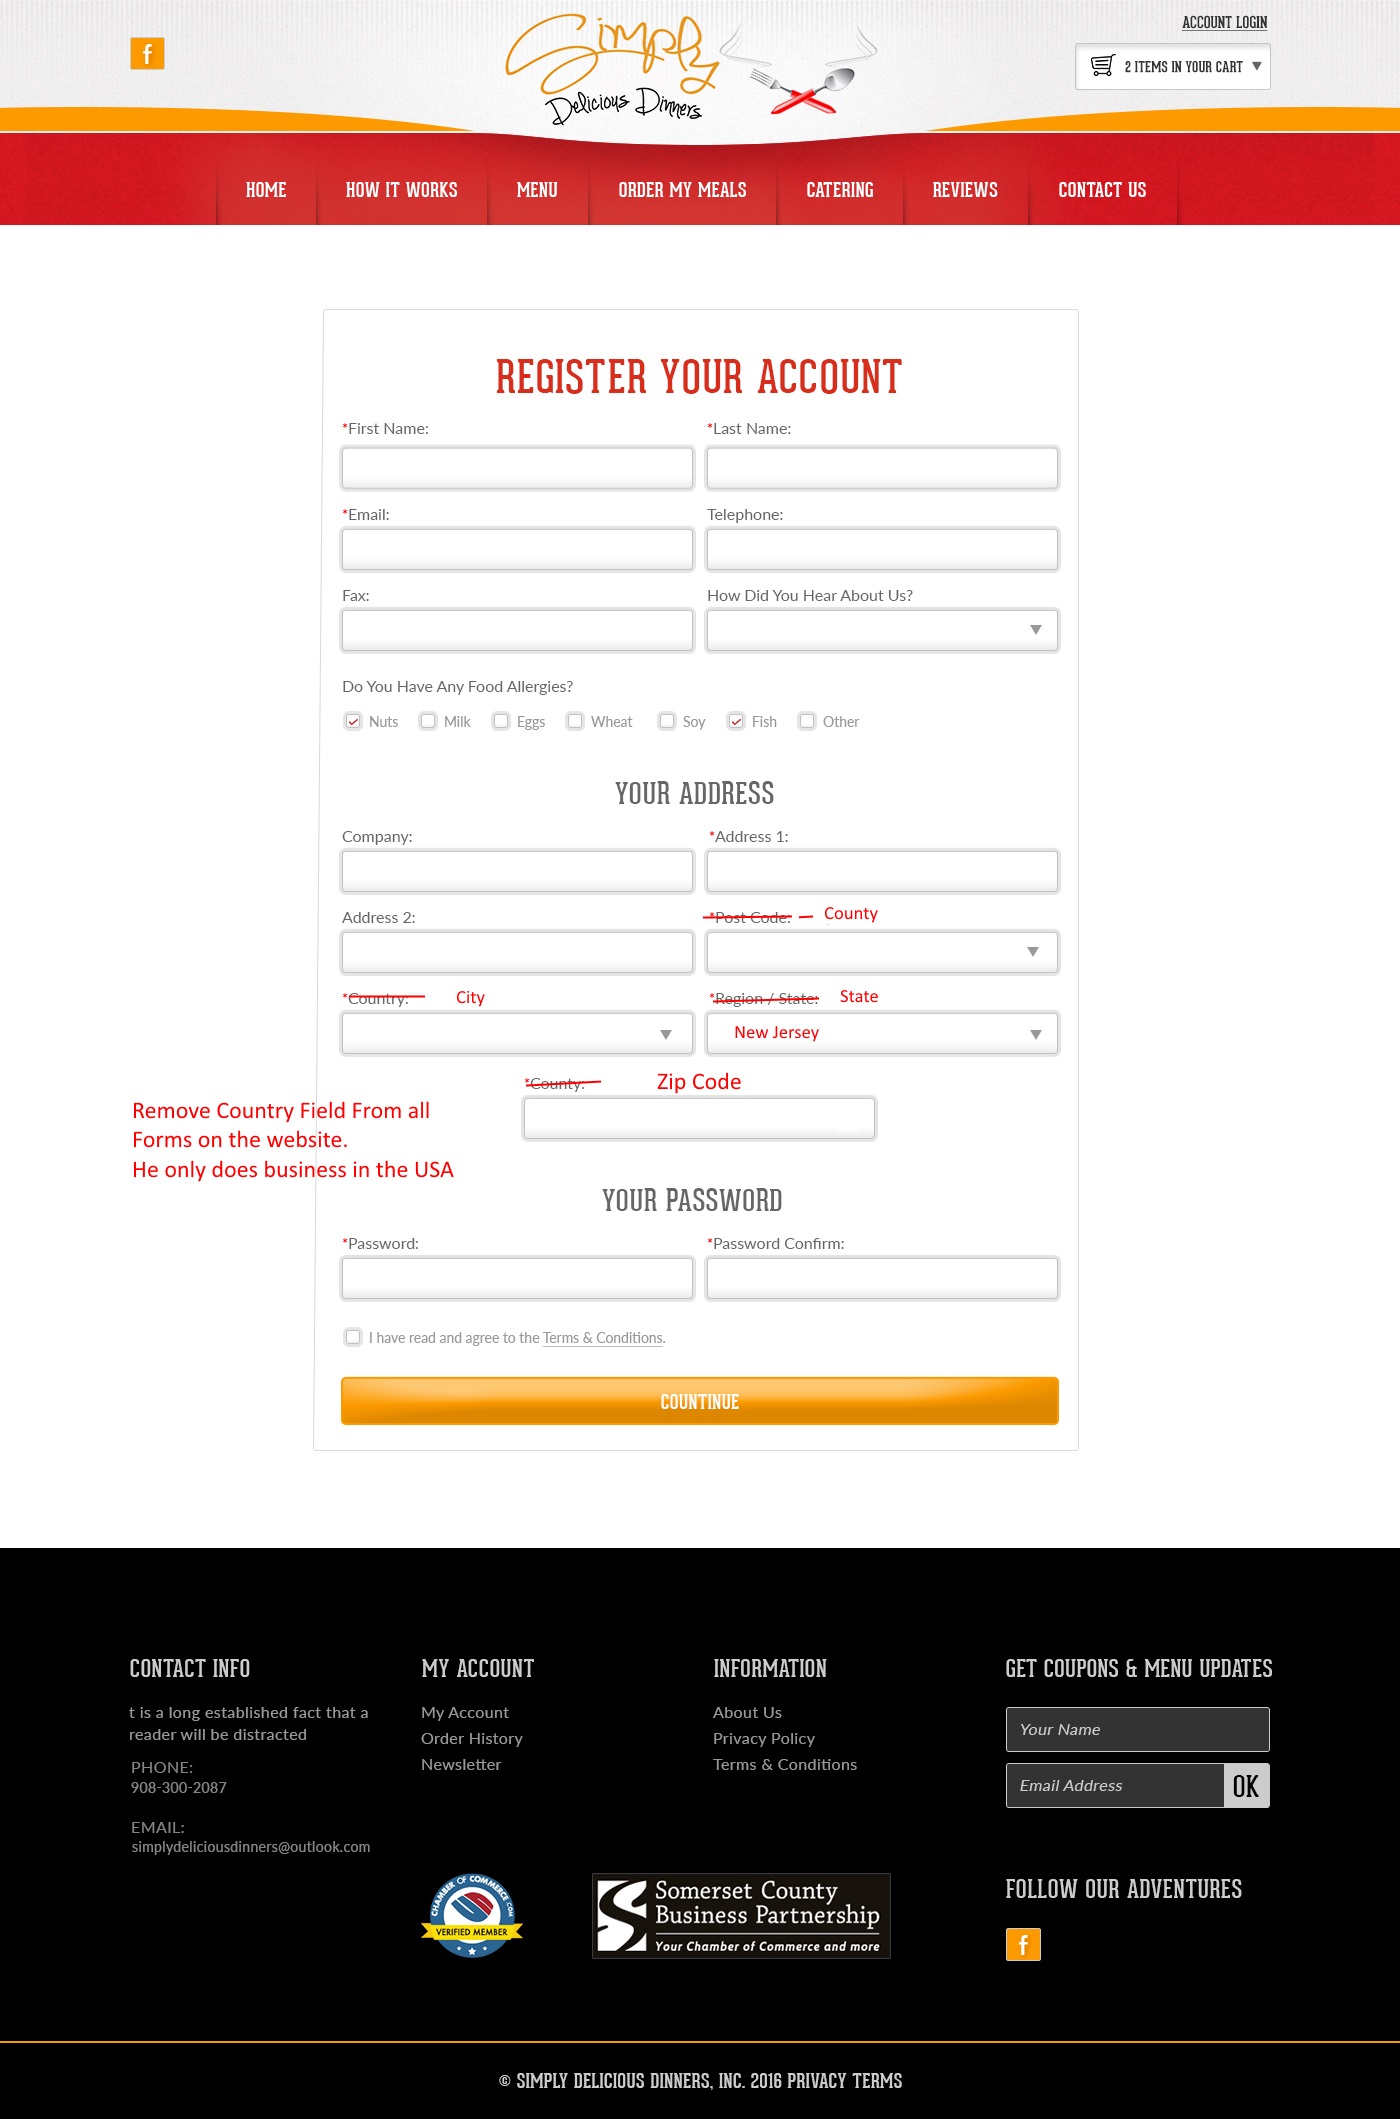 ACCOUNT LOGIN
f
Simply
Delicious Dinners
2 ITEMS IN YOUR CART
HOME HOW IT WORKS MENU ORDER MY MEALS CATERING REVIEWS CONTACT US
REGISTER YOUR ACCOUNT
*First Name: *Last Name:
*Email: Telephone:
Fax: How Did You Hear About Us?
Do You Have Any Food Allergies?
Nuts Milk Eggs Wheat Soy Fish Other
YOUR ADDRESS
Company: *Address 1:
Address 2: *Post Code: – County
*Country: City *Region / State: State
New Jersey
*County: Zip Code
Remove Country Field From all
Forms on the website.
He only does business in the USA
YOUR PASSWORD
*Password: *Password Confirm:
I have read and agree to the Terms & Conditions.
COUNTINUE
CONTACT INFO
t is a long established fact that a
reader will be distracted
PHONE:
908-300-2087
EMAIL:
simplydeliciousdinners@outlook.com
MY ACCOUNT
My Account
Order History
Newsletter
INFORMATION
About Us
Privacy Policy
Terms & Conditions
GET COUPONS & MENU UPDATES
Your Name
Email Address OK
CHAMBER OF COMMERCE.COM
VERIFIED MEMBER
Somerset County
Business Partnership
Your Chamber of Commerce and more
FOLLOW OUR ADVENTURES
f
© SIMPLY DELICIOUS DINNERS, INC. 2016 PRIVACY TERMS